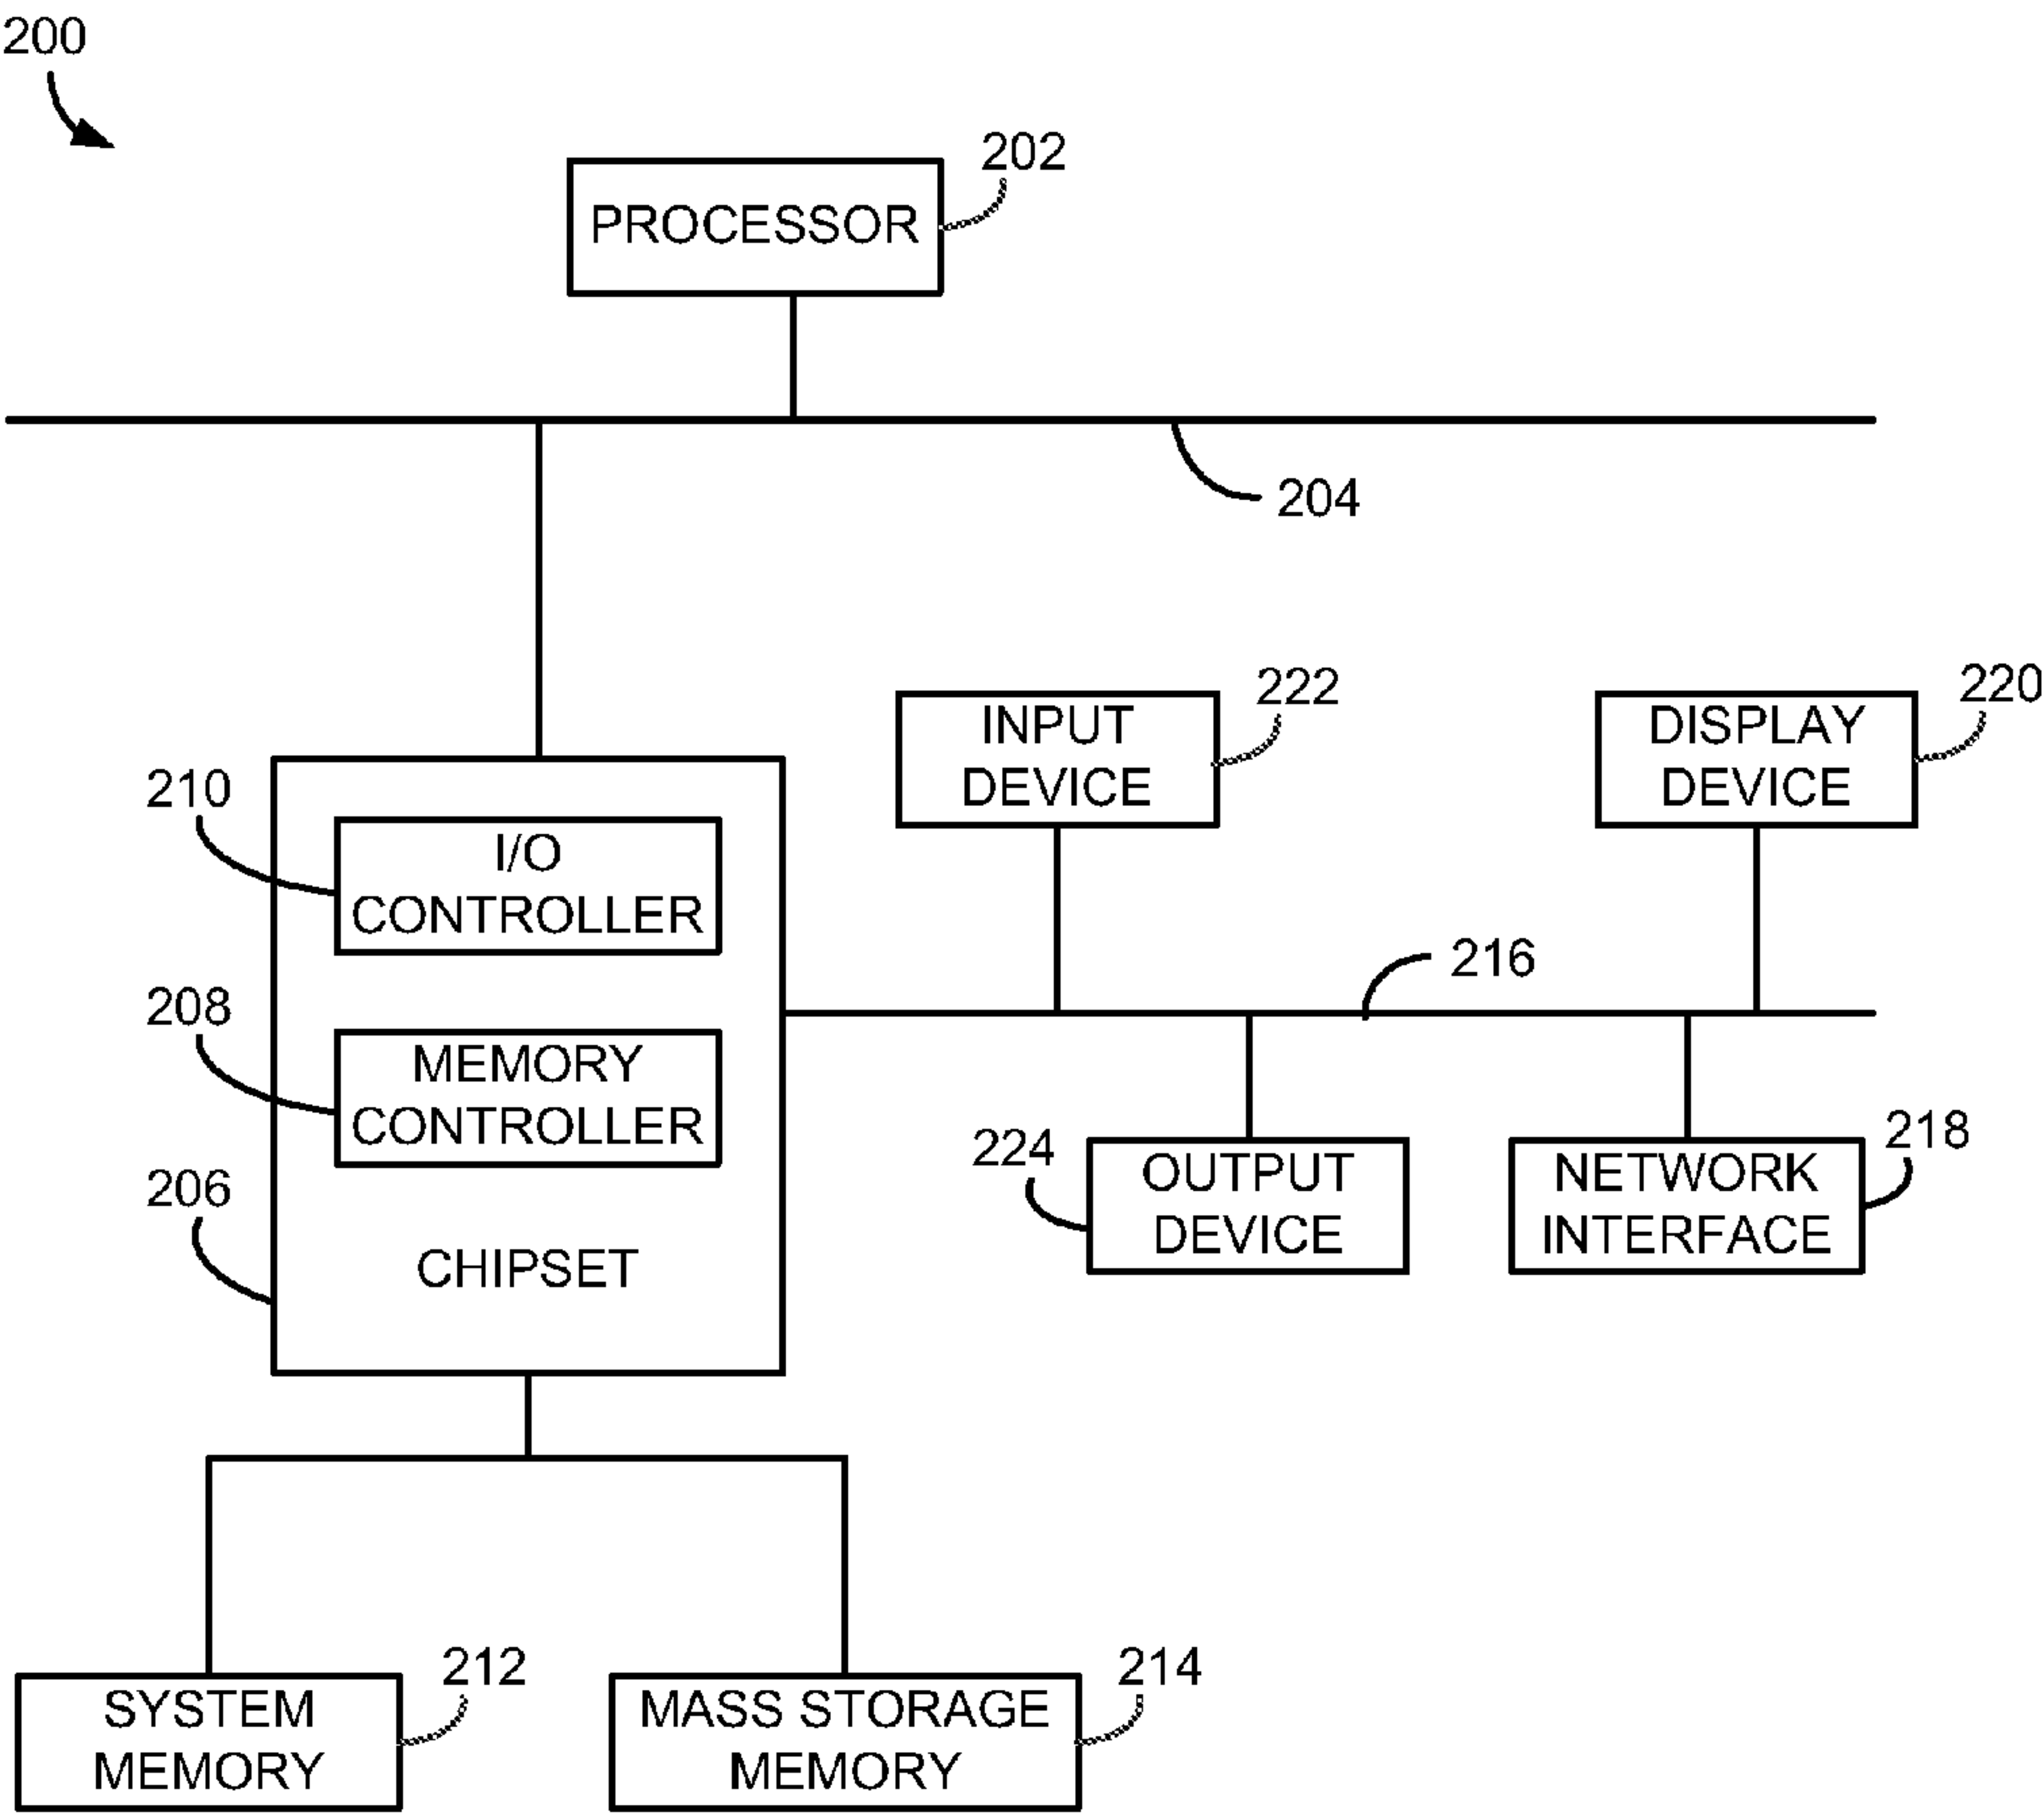 200
202
PROCESSOR
204
222
INPUT
DEVICE
220
DISPLAY
DEVICE
210
I/O
CONTROLLER
216
208
MEMORY
CONTROLLER
206
CHIPSET
224
OUTPUT
DEVICE
218
NETWORK
INTERFACE
212
SYSTEM
MEMORY
214
MASS STORAGE
MEMORY